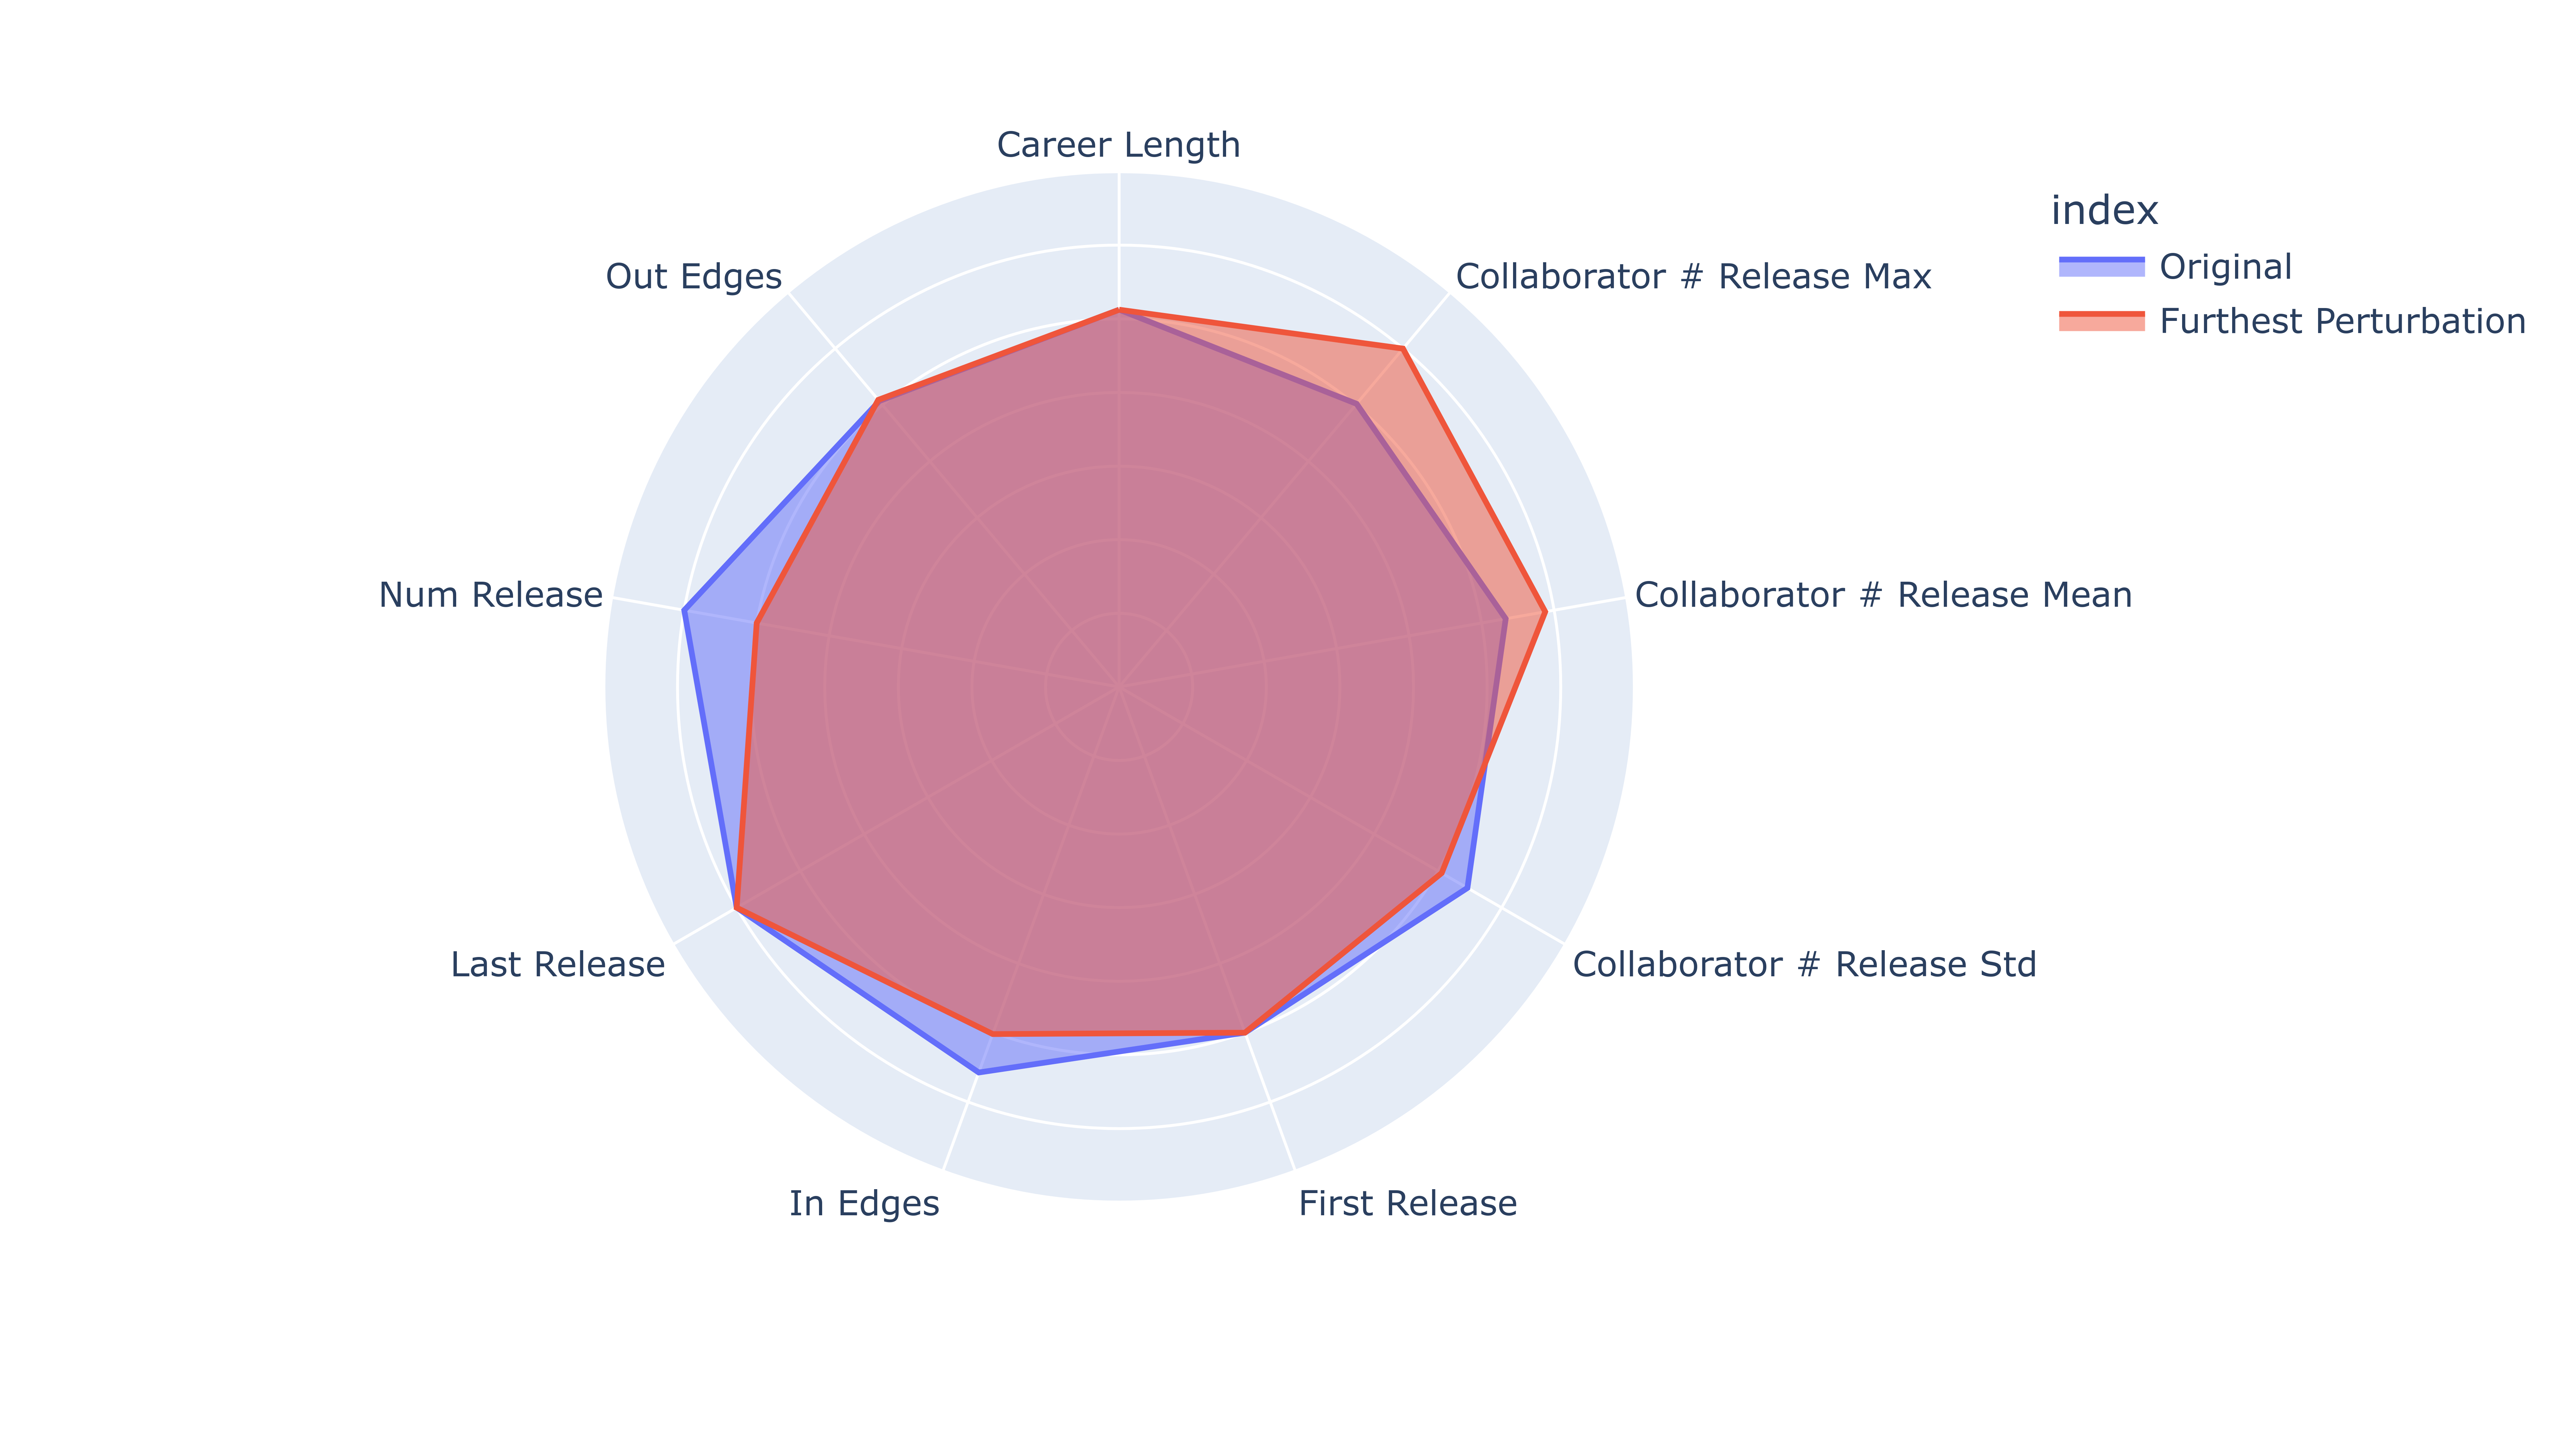 Career Length
index
Out Edges
Collaborator # Release Max
Original
Furthest Perturbation
Num Release
Collaborator # Release Mean
Last Release
Collaborator # Release Std
In Edges
First Release